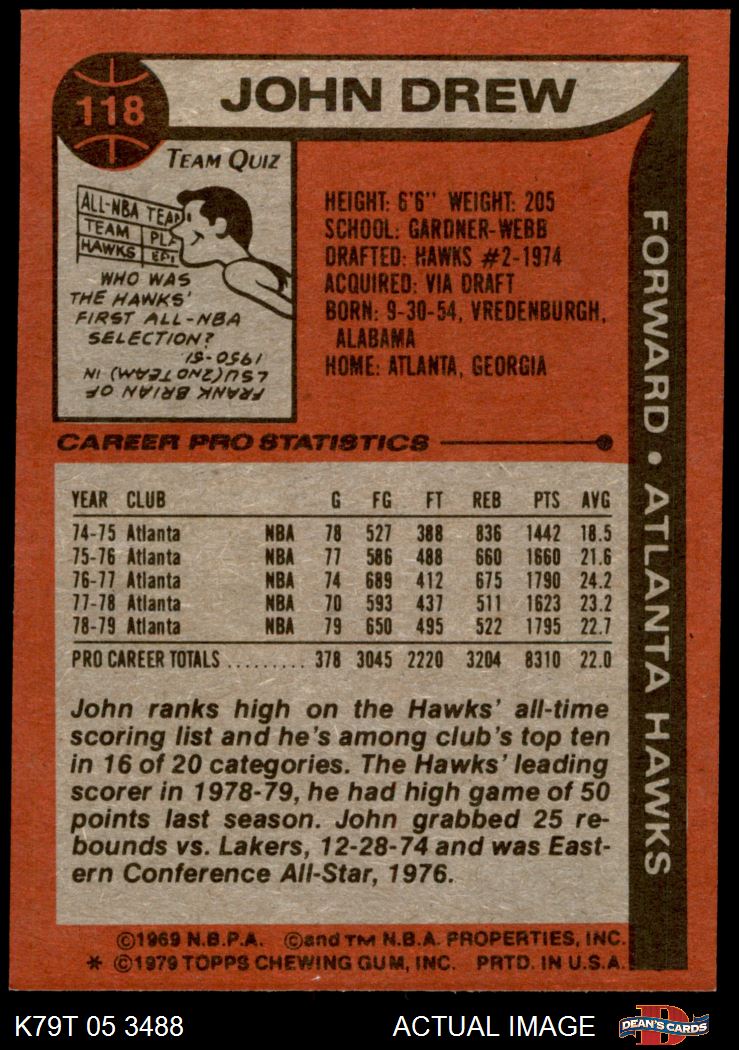 118
JOHN DREW
TEAM QUIZ
ALL-NBA TEA
TEAM PLA
HAWKS
WHO WAS
THE HAWKS'
FIRST ALL-NBA
SELECTION?
FRANK BRIAN OF
LSU (2ND TEAM) IN
1950-51
HEIGHT: 6'6" WEIGHT: 205
SCHOOL: GARDNER-WEBB
DRAFTED: HAWKS #2-1974
ACQUIRED: VIA DRAFT
BORN: 9-30-54, VREDENBURGH,
ALABAMA
HOME: ATLANTA, GEORGIA
FORWARD • ATLANTA HAWKS
CAREER PRO STATISTICS
YEAR CLUB G FG FT REB PTS AVG
74-75 Atlanta NBA 78 527 388 836 1442 18.5
75-76 Atlanta NBA 77 586 488 660 1660 21.6
76-77 Atlanta NBA 74 689 412 675 1790 24.2
77-78 Atlanta NBA 70 593 437 511 1623 23.2
78-79 Atlanta NBA 79 650 495 522 1795 22.7
PRO CAREER TOTALS ......... 378 3045 2220 3204 8310 22.0
John ranks high on the Hawks' all-time
scoring list and he's among club's top ten
in 16 of 20 categories. The Hawks' leading
scorer in 1978-79, he had high game of 50
points last season. John grabbed 25 re-
bounds vs. Lakers, 12-28-74 and was East-
ern Conference All-Star, 1976.
©1969 N.B.P.A. ©and TM N.B.A. PROPERTIES, INC.
* ©1979 TOPPS CHEWING GUM, INC. PRTD. IN U.S.A.
K79T 05 3488 ACTUAL IMAGE
D
DEAN'S CARDS